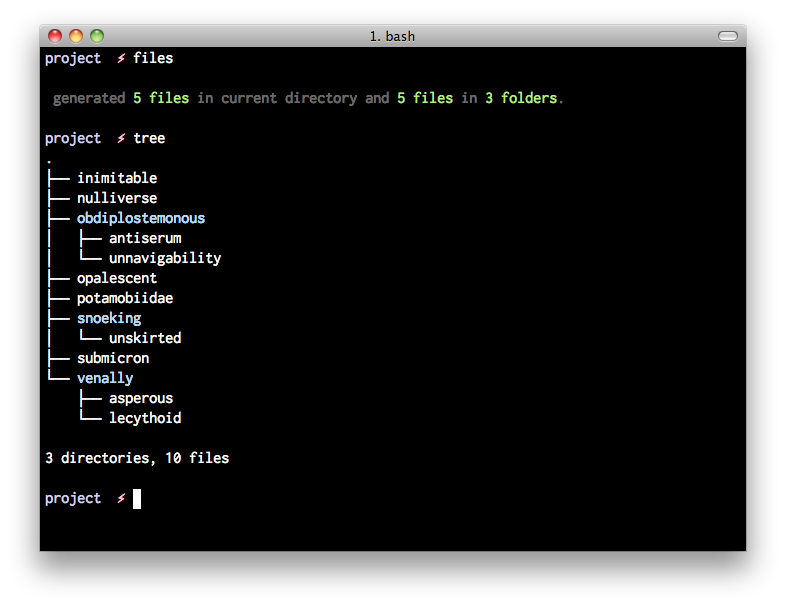 1. bash
project ⚡ files
generated 5 files in current directory and 5 files in 3 folders.
project ⚡ tree
.
├── inimitable
├── nulliverse
├── obdiplostemonous
│   ├── antiserum
│   └── unnavigability
├── opalescent
├── potamobiidae
├── snoeking
│   └── unskirted
├── submicron
└── venally
    ├── asperous
    └── lecythoid
3 directories, 10 files
project ⚡